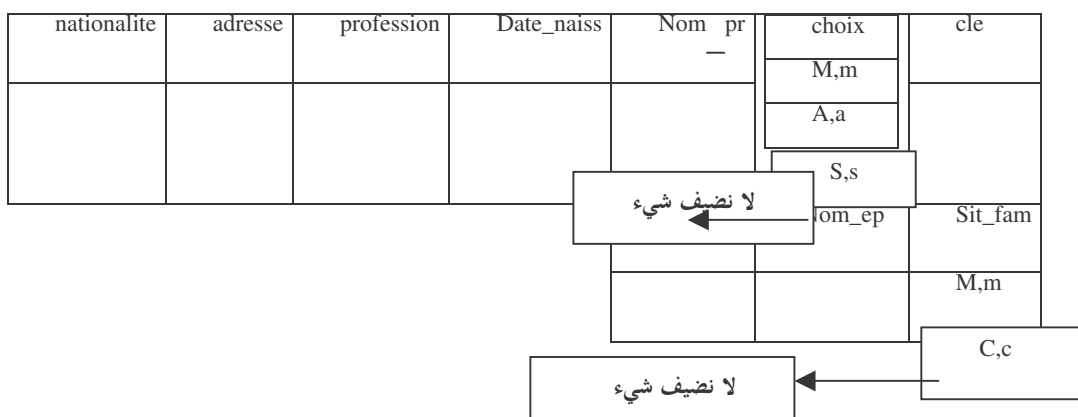 nationalite adresse profession Date_naiss Nom_pr choix cle
M,m
A,a
S,s
لا نضيف شيء
Nom_ep Sit_fam
M,m
C,c
لا نضيف شيء